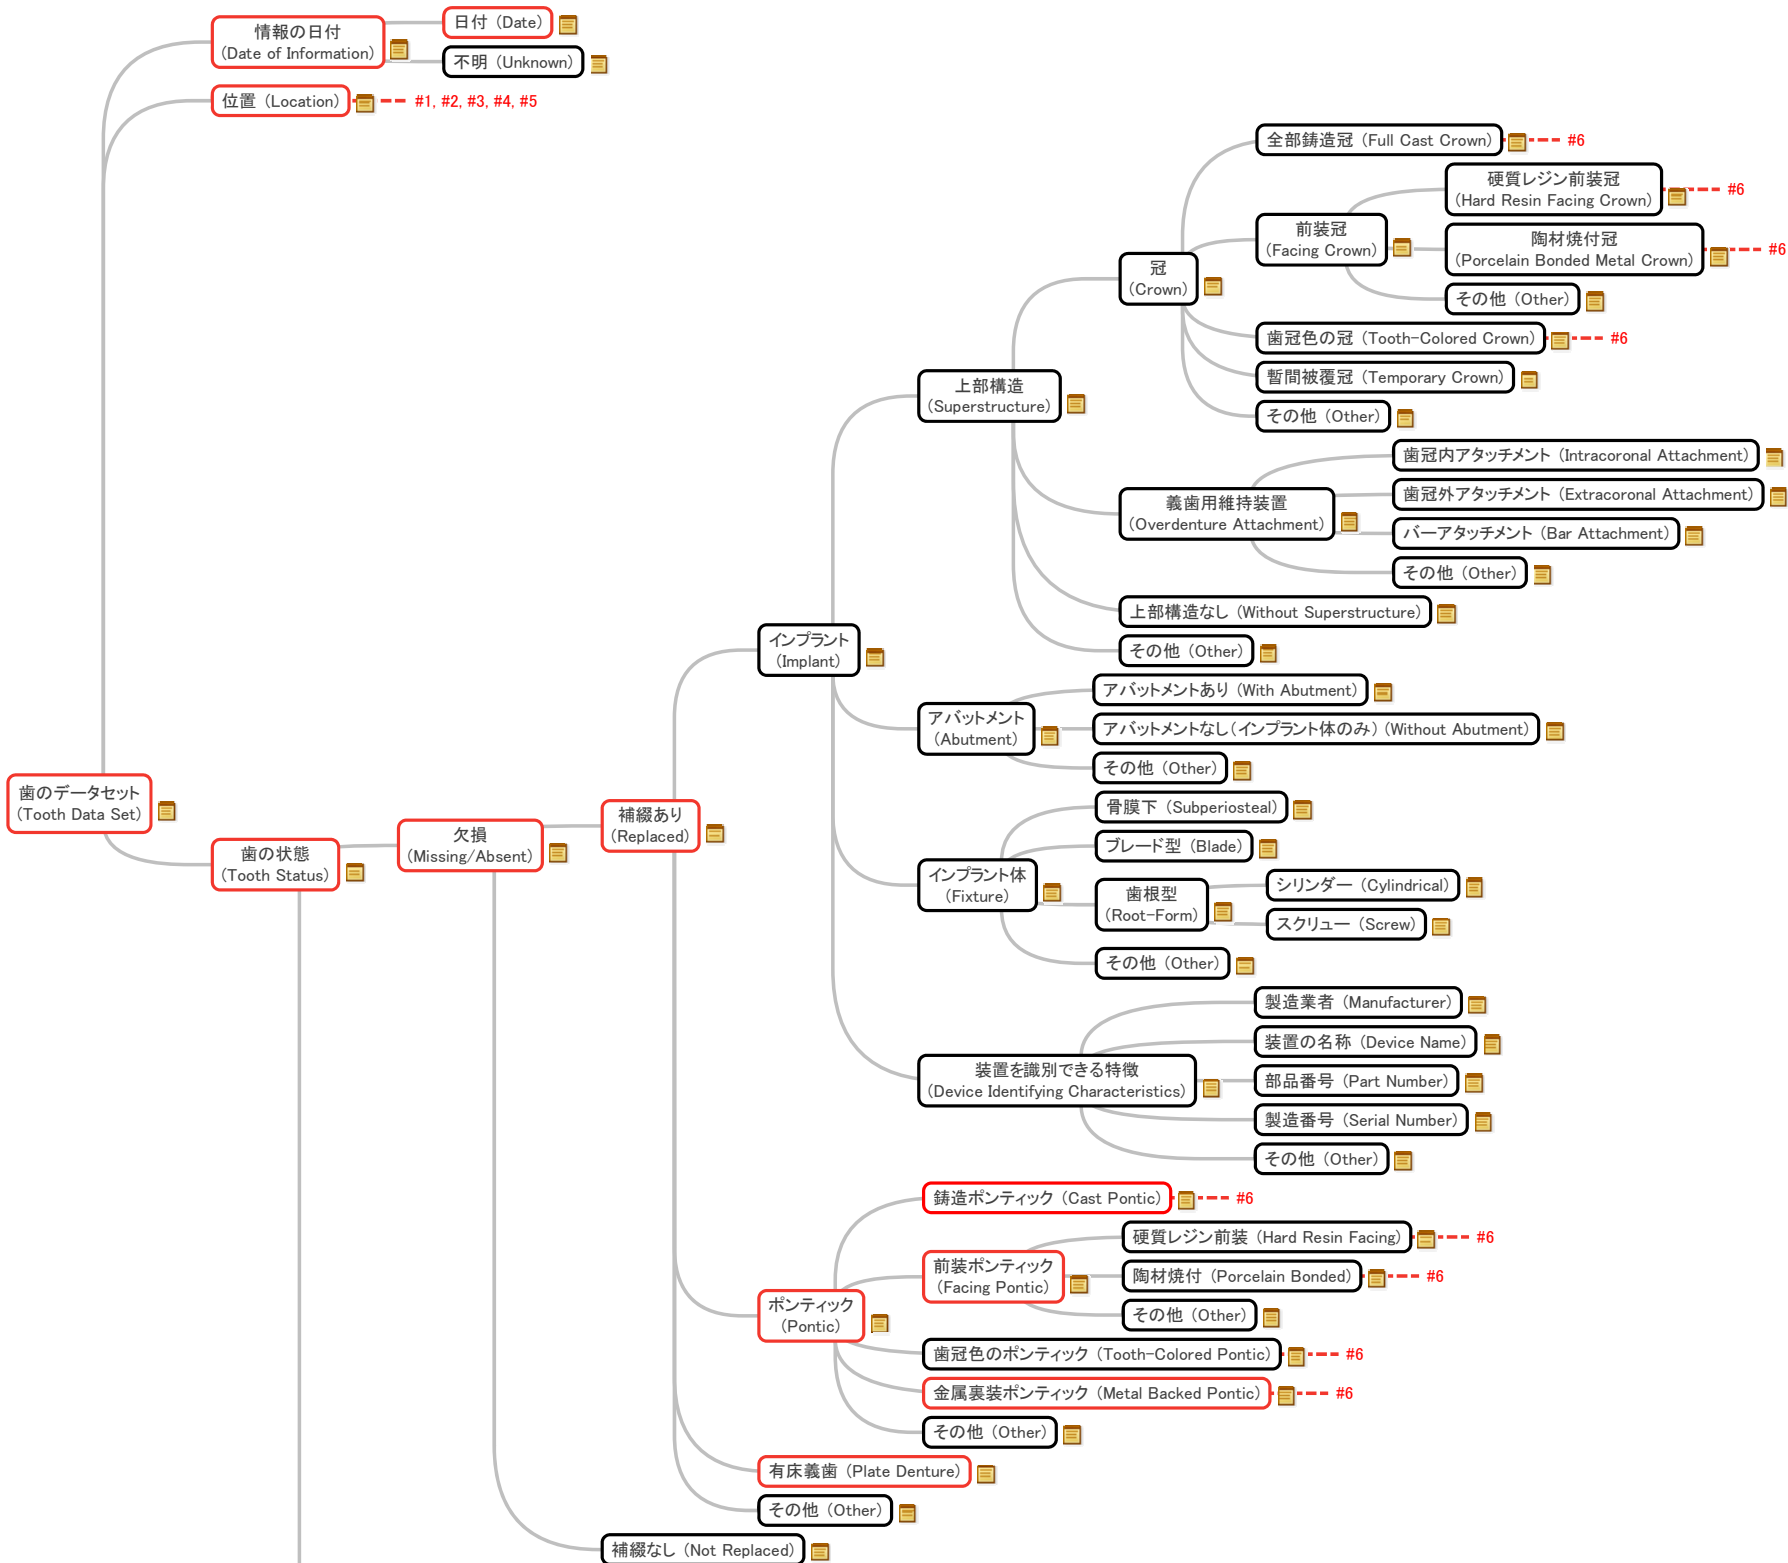 情報の日付
(Date of Information)
日付 (Date)
不明 (Unknown)
位置 (Location)
#1, #2, #3, #4, #5
全部鋳造冠 (Full Cast Crown)
#6
硬質レジン前装冠
(Hard Resin Facing Crown)
#6
前装冠
(Facing Crown)
陶材焼付冠
(Porcelain Bonded Metal Crown)
#6
冠
(Crown)
その他 (Other)
歯冠色の冠 (Tooth-Colored Crown)
#6
暫間被覆冠 (Temporary Crown)
上部構造
(Superstructure)
その他 (Other)
歯冠内アタッチメント (Intracoronal Attachment)
歯冠外アタッチメント (Extracoronal Attachment)
義歯用維持装置
(Overdenture Attachment)
バーアタッチメント (Bar Attachment)
その他 (Other)
上部構造なし (Without Superstructure)
インプラント
(Implant)
その他 (Other)
アバットメントあり (With Abutment)
アバットメント
(Abutment)
アバットメントなし(インプラント体のみ) (Without Abutment)
その他 (Other)
歯のデータセット
(Tooth Data Set)
骨膜下 (Subperiosteal)
補綴あり
(Replaced)
欠損
(Missing/Absent)
ブレード型 (Blade)
歯の状態
(Tooth Status)
インプラント体
(Fixture)
歯根型
(Root-Form)
シリンダー (Cylindrical)
スクリュー (Screw)
その他 (Other)
製造業者 (Manufacturer)
装置の名称 (Device Name)
装置を識別できる特徴
(Device Identifying Characteristics)
部品番号 (Part Number)
製造番号 (Serial Number)
その他 (Other)
鋳造ポンティック (Cast Pontic)
#6
硬質レジン前装 (Hard Resin Facing)
#6
前装ポンティック
(Facing Pontic)
陶材焼付 (Porcelain Bonded)
#6
ポンティック
(Pontic)
その他 (Other)
歯冠色のポンティック (Tooth-Colored Pontic)
#6
金属裏装ポンティック (Metal Backed Pontic)
#6
その他 (Other)
有床義歯 (Plate Denture)
その他 (Other)
補綴なし (Not Replaced)